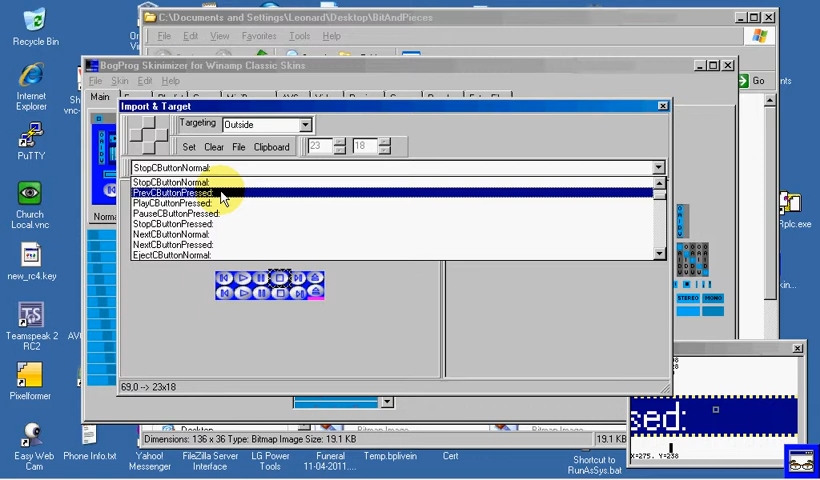 C:\Documents and Settings\Leonard\Desktop\BitAndPieces
File Edit View Favorites Tools Help
Go
BogProg Skinimizer for Winamp Classic Skins
File Skin Edit Help
Main
Import & Target
Targeting Outside
Set Clear File Clipboard 23 18
StopCButtonNormal:
StopCButtonNormal:
PrevCButtonPressed:
PlayCButtonPressed:
PauseCButtonPressed:
StopCButtonPressed:
NextCButtonNormal:
NextCButtonPressed:
EjectCButtonNormal:
69,0 --> 23x18
STEREO MONO
sed:
X=275. Y=238
Desktop
Dimensions: 136 x 36 Type: Bitmap Image Size: 19.1 KB
19.1 KB
Recycle Bin
Internet
Explorer
PuTTY
Church
Local.vnc
new_rc4.key
Teamspeak 2
RC2
Pixelformer
Easy Web
Cam
Phone Info.txt
Yahoo!
Messenger
FileZilla Server
Interface
LG Power
Tools
Funeral
11-04-2011...
Temp.bplivein
Cert
Shortcut to
RunAsSys.bat
Rpl.exe